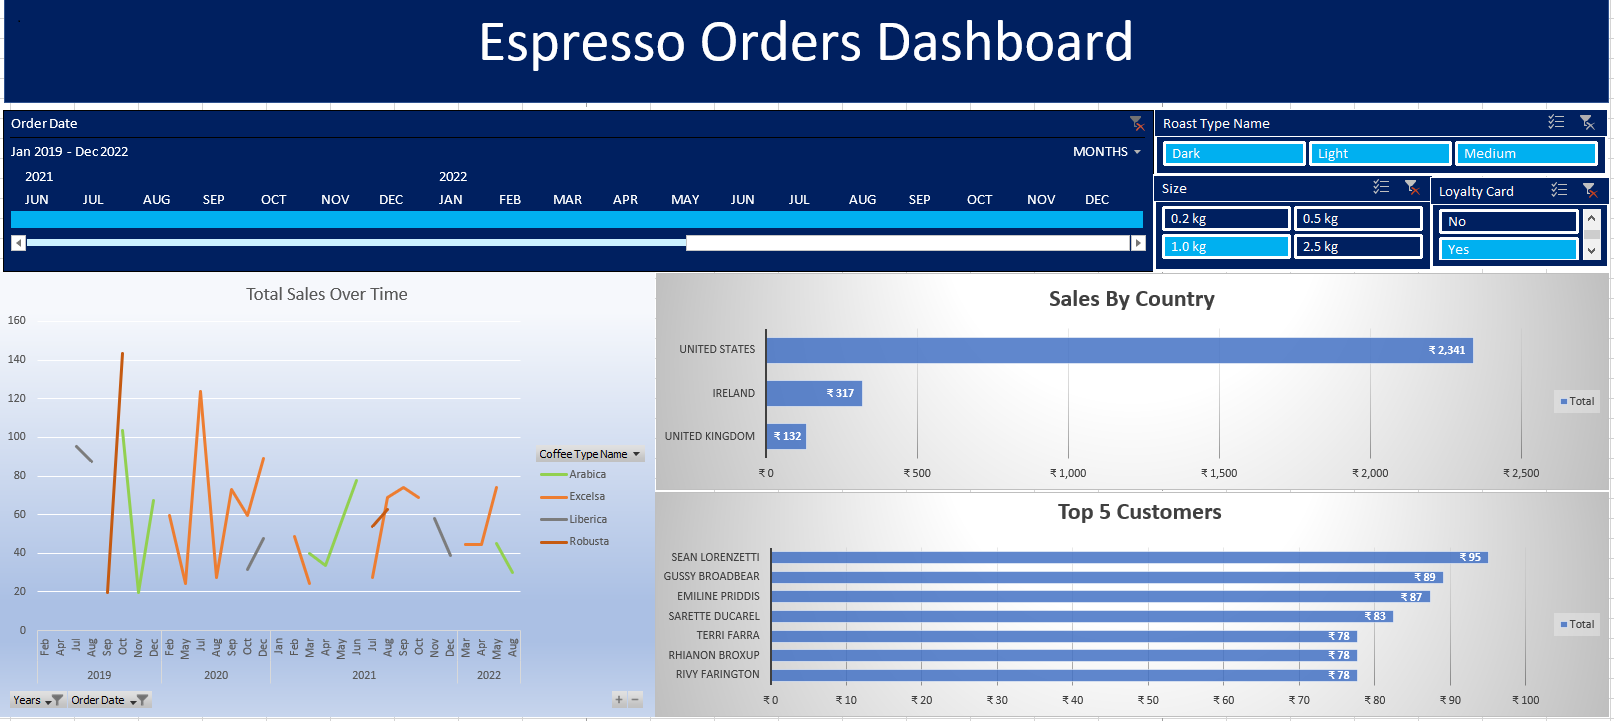 Espresso Orders Dashboard
Order Date
Jan 2019 - Dec 2022
MONTHS
2021 2022
JUN JUL AUG SEP OCT NOV DEC JAN FEB MAR APR MAY JUN JUL AUG SEP OCT NOV DEC
Roast Type Name
Dark Light Medium
Size
0.2 kg 0.5 kg
1.0 kg 2.5 kg
Loyalty Card
No
Yes
Total Sales Over Time
160
140
120
100
80
60
40
20
0
Feb Apr Jul Aug Sep Oct Nov Dec Feb May Jul Aug Sep Oct Dec Jan Feb Mar Apr May Jun Jul Aug Sep Oct Nov Dec Mar Apr May Aug
2019 2020 2021 2022
Coffee Type Name
Arabica
Excelsa
Liberica
Robusta
Years Order Date
Sales By Country
UNITED STATES ₹ 2,341
IRELAND ₹ 317
UNITED KINGDOM ₹ 132
₹ 0 ₹ 500 ₹ 1,000 ₹ 1,500 ₹ 2,000 ₹ 2,500
Total
Top 5 Customers
SEAN LORENZETTI ₹ 95
GUSSY BROADBEAR ₹ 89
EMILINE PRIDDIS ₹ 87
SARETTE DUCAREL ₹ 83
TERRI FARRA ₹ 78
RHIANON BROXUP ₹ 78
RIVY FARINGTON ₹ 78
₹ 0 ₹ 10 ₹ 20 ₹ 30 ₹ 40 ₹ 50 ₹ 60 ₹ 70 ₹ 80 ₹ 90 ₹ 100
Total